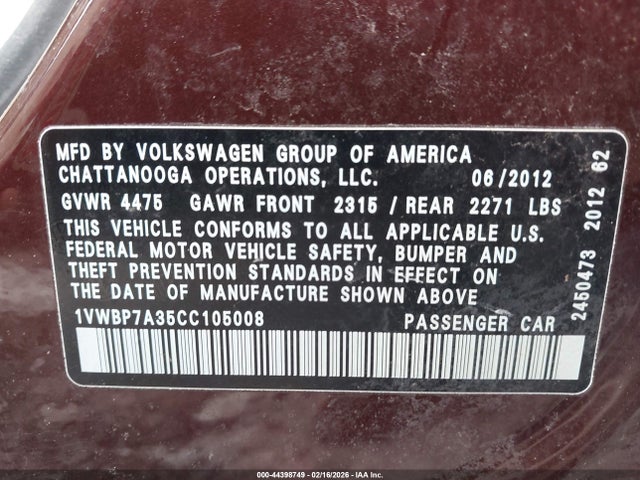 MFD BY VOLKSWAGEN GROUP OF AMERICA
CHATTANOOGA OPERATIONS, LLC. 06/2012
GVWR 4475 GAWR FRONT 2315 / REAR 2271 LBS
THIS VEHICLE CONFORMS TO ALL APPLICABLE U.S.
FEDERAL MOTOR VEHICLE SAFETY, BUMPER AND
THEFT PREVENTION STANDARDS IN EFFECT ON
THE DATE OF MANUFACTURE SHOWN ABOVE
1VWBP7A35CC105008 PASSENGER CAR
2450473 2012 62
000-44398749 - 02/16/2026 - IAA Inc.